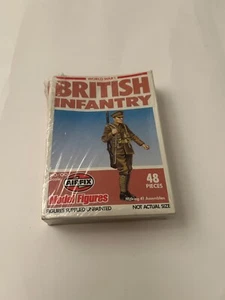 WORLD WAR I
BRITISH
INFANTRY
AIRFIX
Model Figures
48
PIECES
FIGURES SUPPLIED UNPAINTED
NOT ACTUAL SIZE